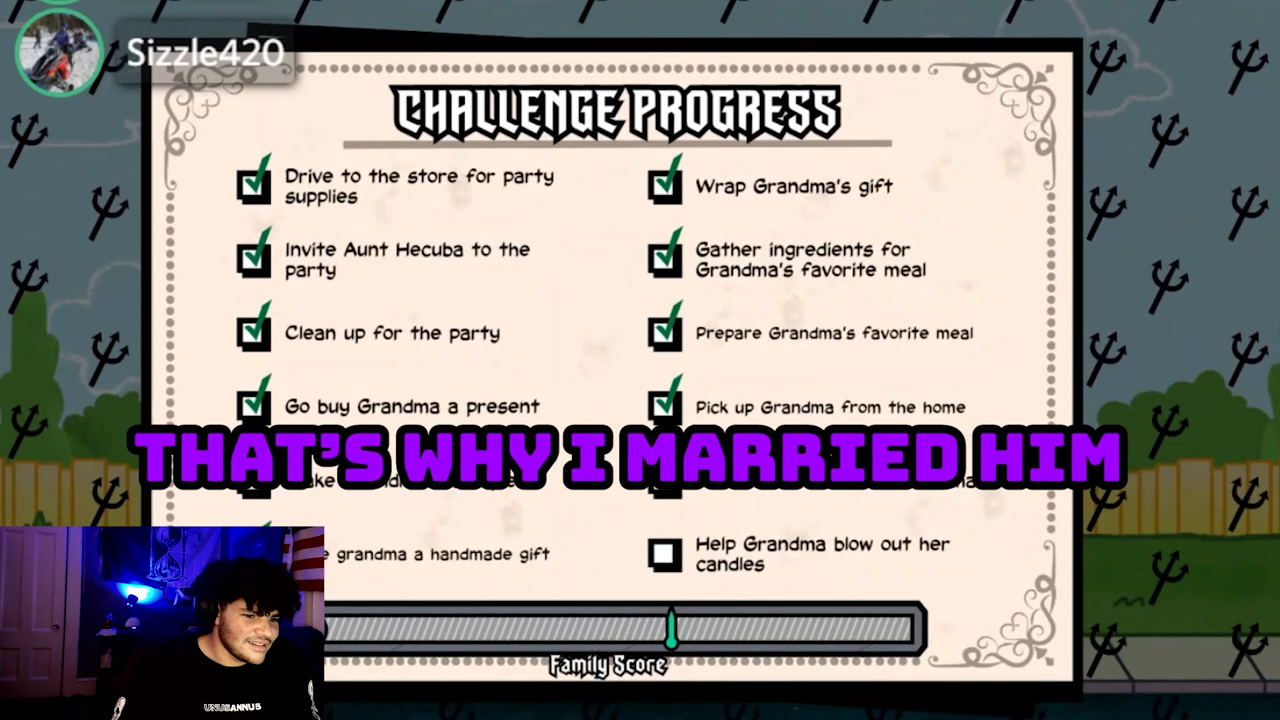 Sizzle420
CHALLENGE PROGRESS
Drive to the store for party
supplies
Invite Aunt Hecuba to the
party
Clean up for the party
Go buy Grandma a present
Wrap Grandma's gift
Gather ingredients for
Grandma's favorite meal
Prepare Grandma's favorite meal
Pick up Grandma from the home
THAT'S WHY I MARRIED HIM
grandma a handmade gift
Help Grandma blow out her
candles
Family Score
UNUSANNUS